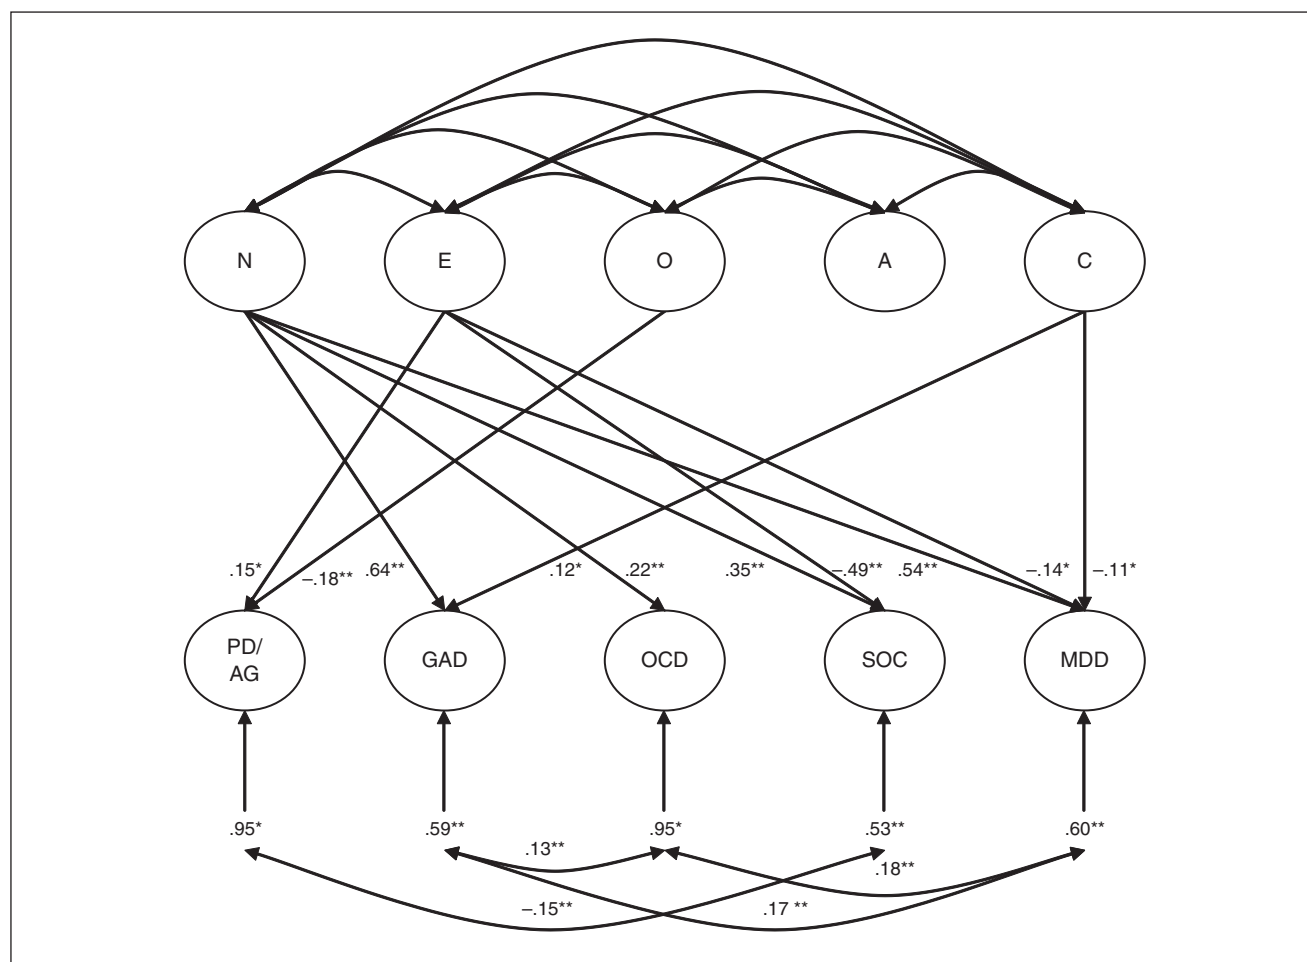 N E O A C
.15* –.18** .64** .12* .22** .35** –.49** .54** –.14* –.11*
PD/ AG GAD OCD SOC MDD
.95* .59** .95* .53** .60**
.13** .18**
–.15** .17 **